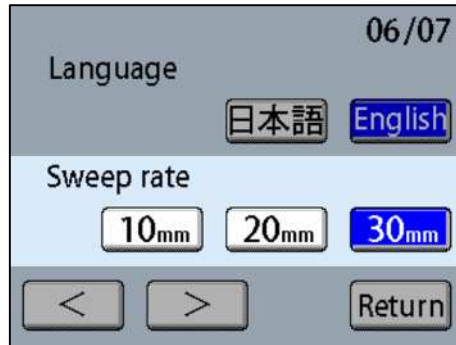 06/07
Language
日本語 English
Sweep rate
10mm 20mm 30mm
< > Return